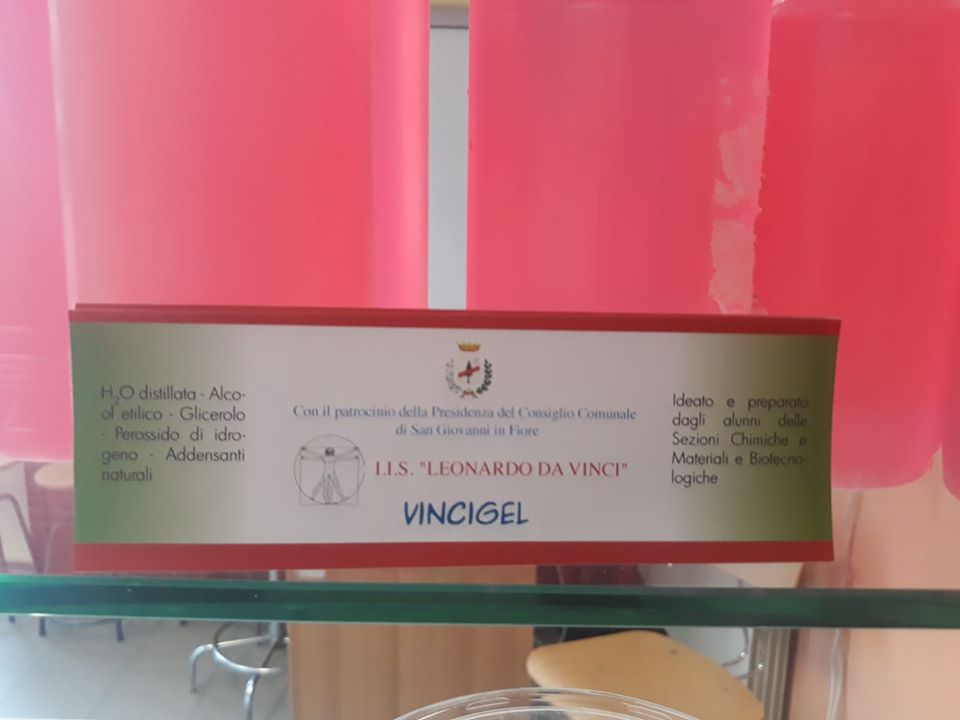 H2O distillata - Alco-
ol etilico - Glicerolo
- Perossido di idro-
geno - Addensanti
naturali
Con il patrocinio della Presidenza del Consiglio Comunale
di San Giovanni in Fiore
I.I.S. "LEONARDO DA VINCI"
VINCIGEL
Ideato e preparato
dagli alunni delle
Sezioni Chimiche e
Materiali e Biotecno-
logiche